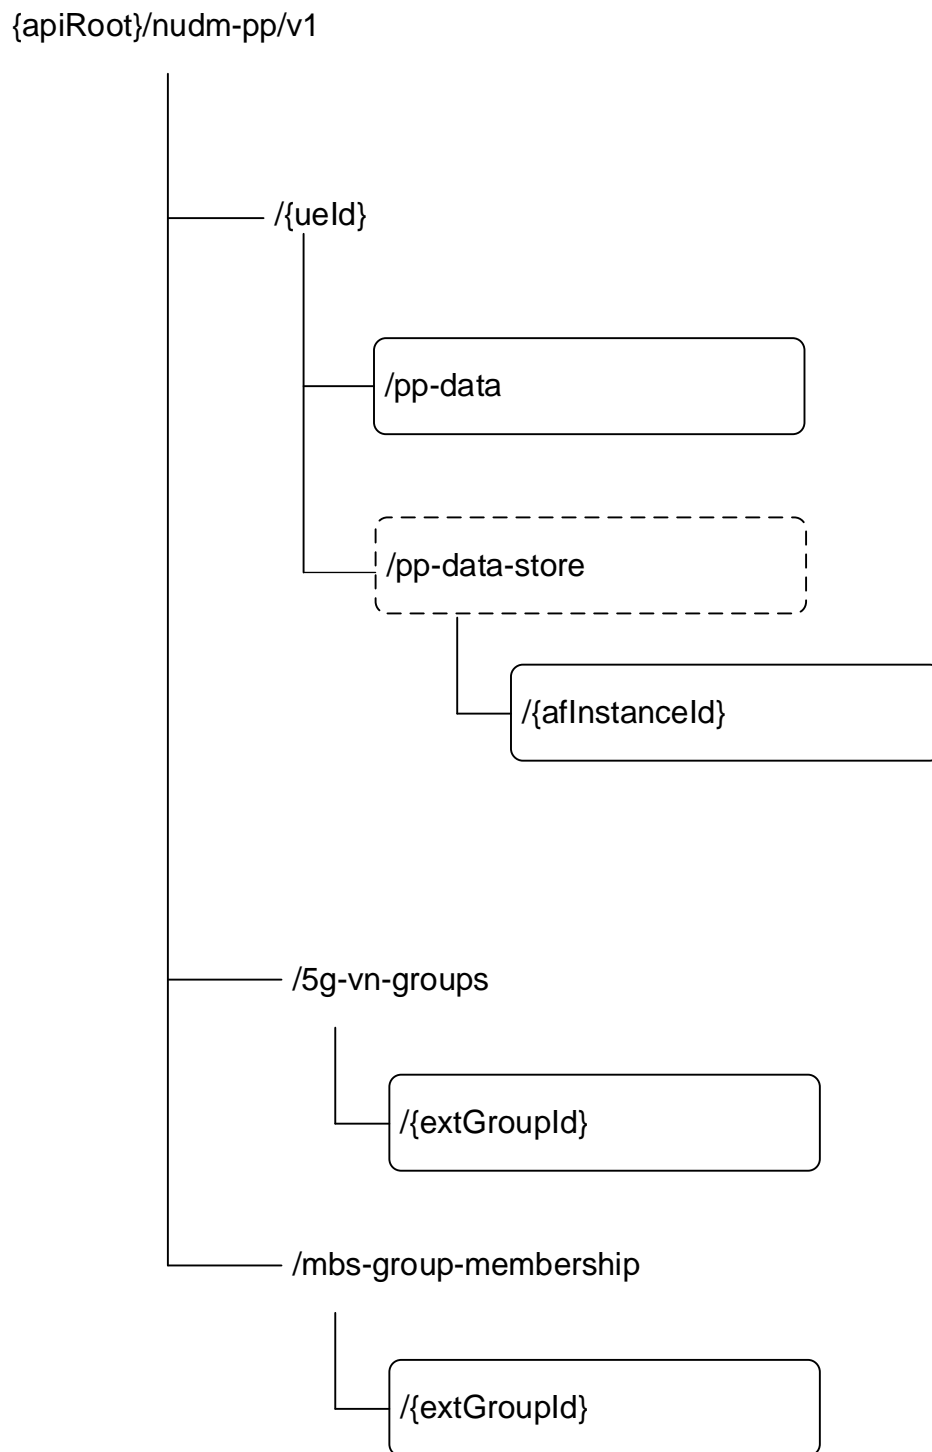 {apiRoot}/nudm-pp/v1
/{ueId}
/pp-data
/pp-data-store
/{afInstanceId}
/5g-vn-groups
/{extGroupId}
/mbs-group-membership
/{extGroupId}